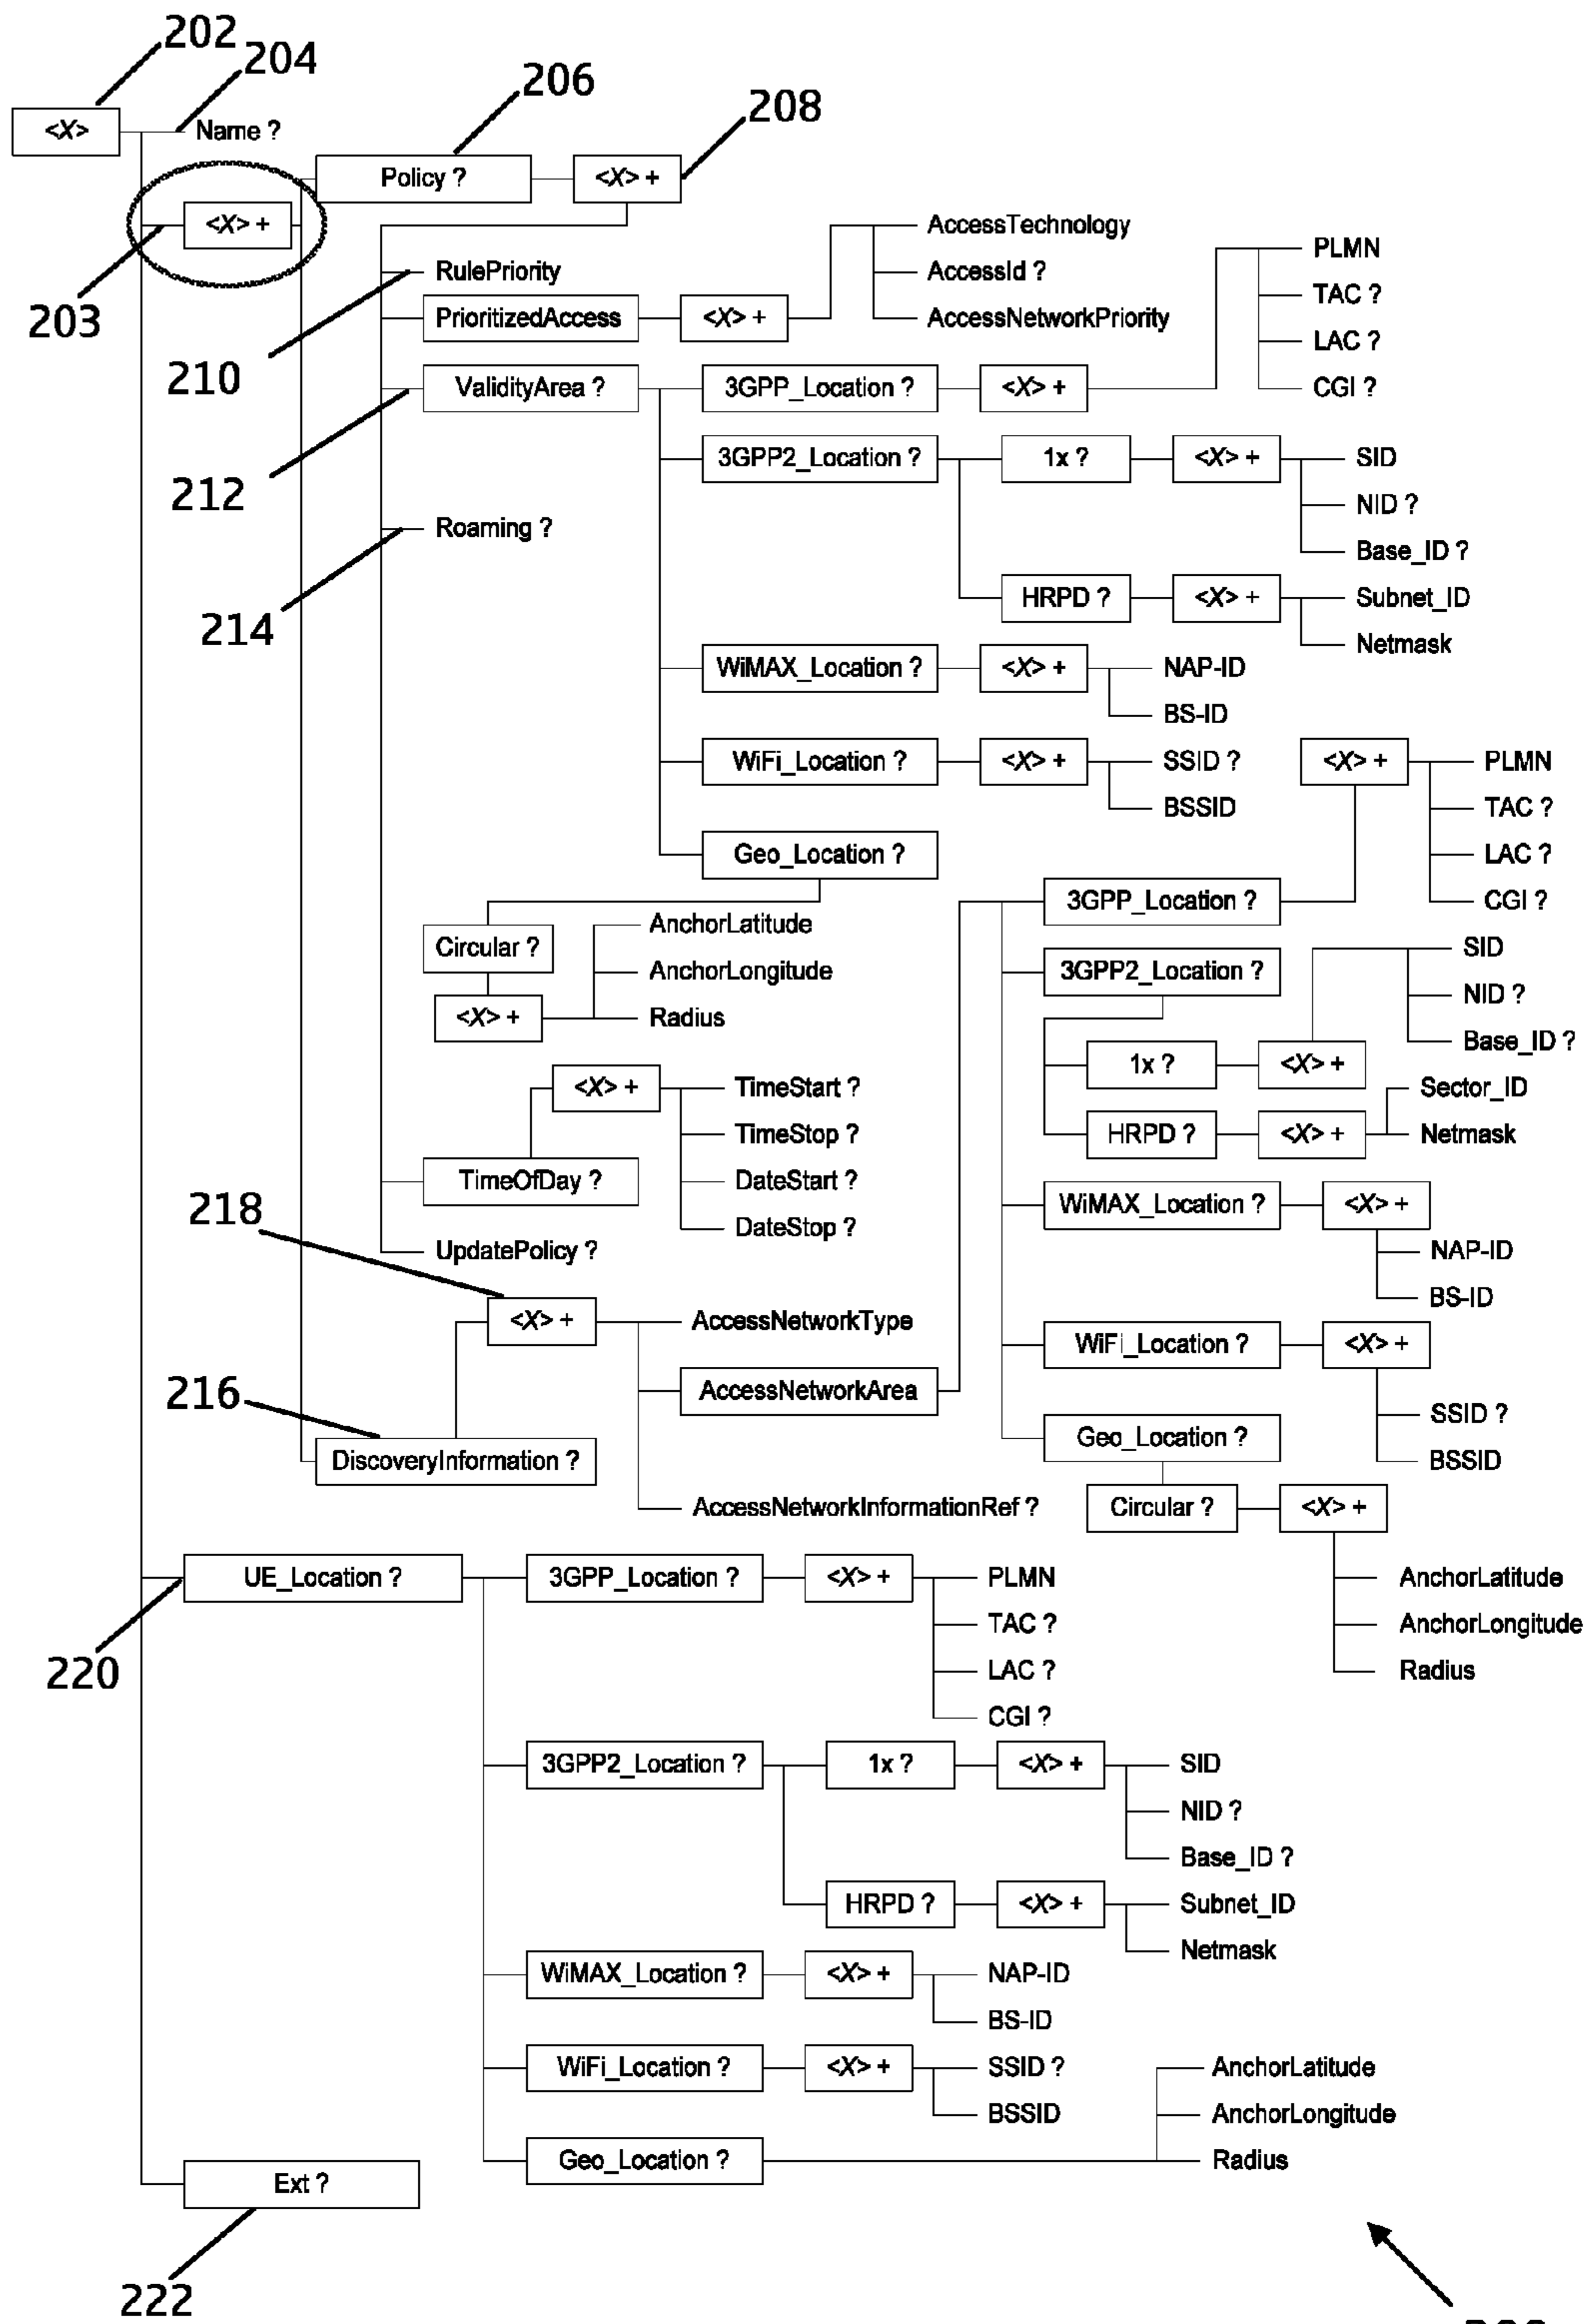 202
204
206
208
<X>
Name ?
Policy ?
<X> +
<X> +
203
AccessTechnology
RulePriority
AccessId ?
PrioritizedAccess
<X> +
AccessNetworkPriority
PLMN
TAC ?
LAC ?
CGI ?
210
ValidityArea ?
3GPP_Location ?
<X> +
212
3GPP2_Location ?
1x ?
<X> +
SID
NID ?
Base_ID ?
Roaming ?
214
HRPD ?
<X> +
Subnet_ID
Netmask
WiMAX_Location ?
<X> +
NAP-ID
BS-ID
WiFi_Location ?
<X> +
SSID ?
BSSID
<X> +
PLMN
TAC ?
LAC ?
CGI ?
Geo_Location ?
3GPP_Location ?
Circular ?
AnchorLatitude
AnchorLongitude
<X> +
Radius
3GPP2_Location ?
SID
NID ?
Base_ID ?
1x ?
<X> +
Sector_ID
HRPD ?
<X> +
Netmask
<X> +
TimeStart ?
TimeStop ?
TimeOfDay ?
DateStart ?
DateStop ?
218
UpdatePolicy ?
WiMAX_Location ?
<X> +
NAP-ID
BS-ID
<X> +
AccessNetworkType
216
AccessNetworkArea
WiFi_Location ?
<X> +
SSID ?
BSSID
DiscoveryInformation ?
Geo_Location ?
AccessNetworkInformationRef ?
Circular ?
<X> +
AnchorLatitude
AnchorLongitude
Radius
220
UE_Location ?
3GPP_Location ?
<X> +
PLMN
TAC ?
LAC ?
CGI ?
3GPP2_Location ?
1x ?
<X> +
SID
NID ?
Base_ID ?
HRPD ?
<X> +
Subnet_ID
Netmask
WiMAX_Location ?
<X> +
NAP-ID
BS-ID
WiFi_Location ?
<X> +
SSID ?
BSSID
Geo_Location ?
AnchorLatitude
AnchorLongitude
Radius
Ext ?
222